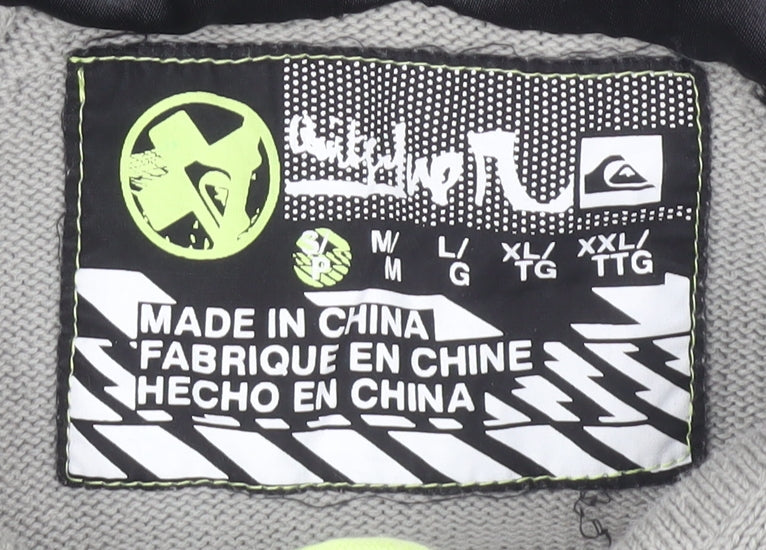 S/ M/ L/ XL/ XXL/
P M G TG TTG
MADE IN CHINA
FABRIQUE EN CHINE
HECHO EN CHINA